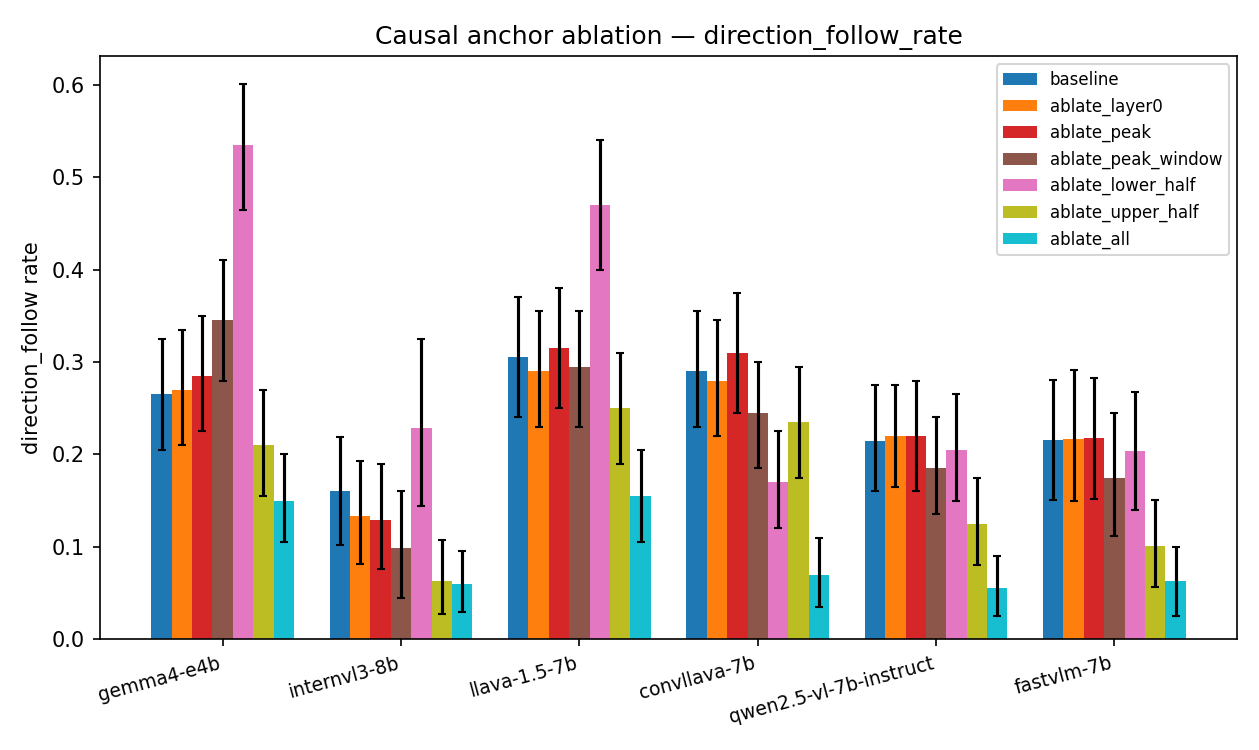 Causal anchor ablation — direction_follow_rate
direction_follow rate
0.6
0.5
0.4
0.3
0.2
0.1
0.0
baseline
ablate_layer0
ablate_peak
ablate_peak_window
ablate_lower_half
ablate_upper_half
ablate_all
gemma4-e4b
internvl3-8b
llava-1.5-7b
convllava-7b
qwen2.5-vl-7b-instruct
fastvlm-7b